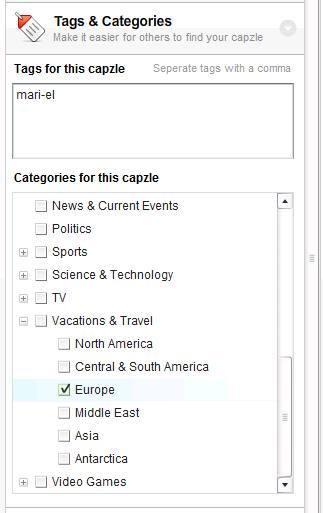 Tags & Categories
Make it easier for others to find your capzle
Tags for this capzle Seperate tags with a comma
mari-el
Categories for this capzle
News & Current Events
Politics
Sports
Science & Technology
TV
Vacations & Travel
North America
Central & South America
Europe
Middle East
Asia
Antarctica
Video Games